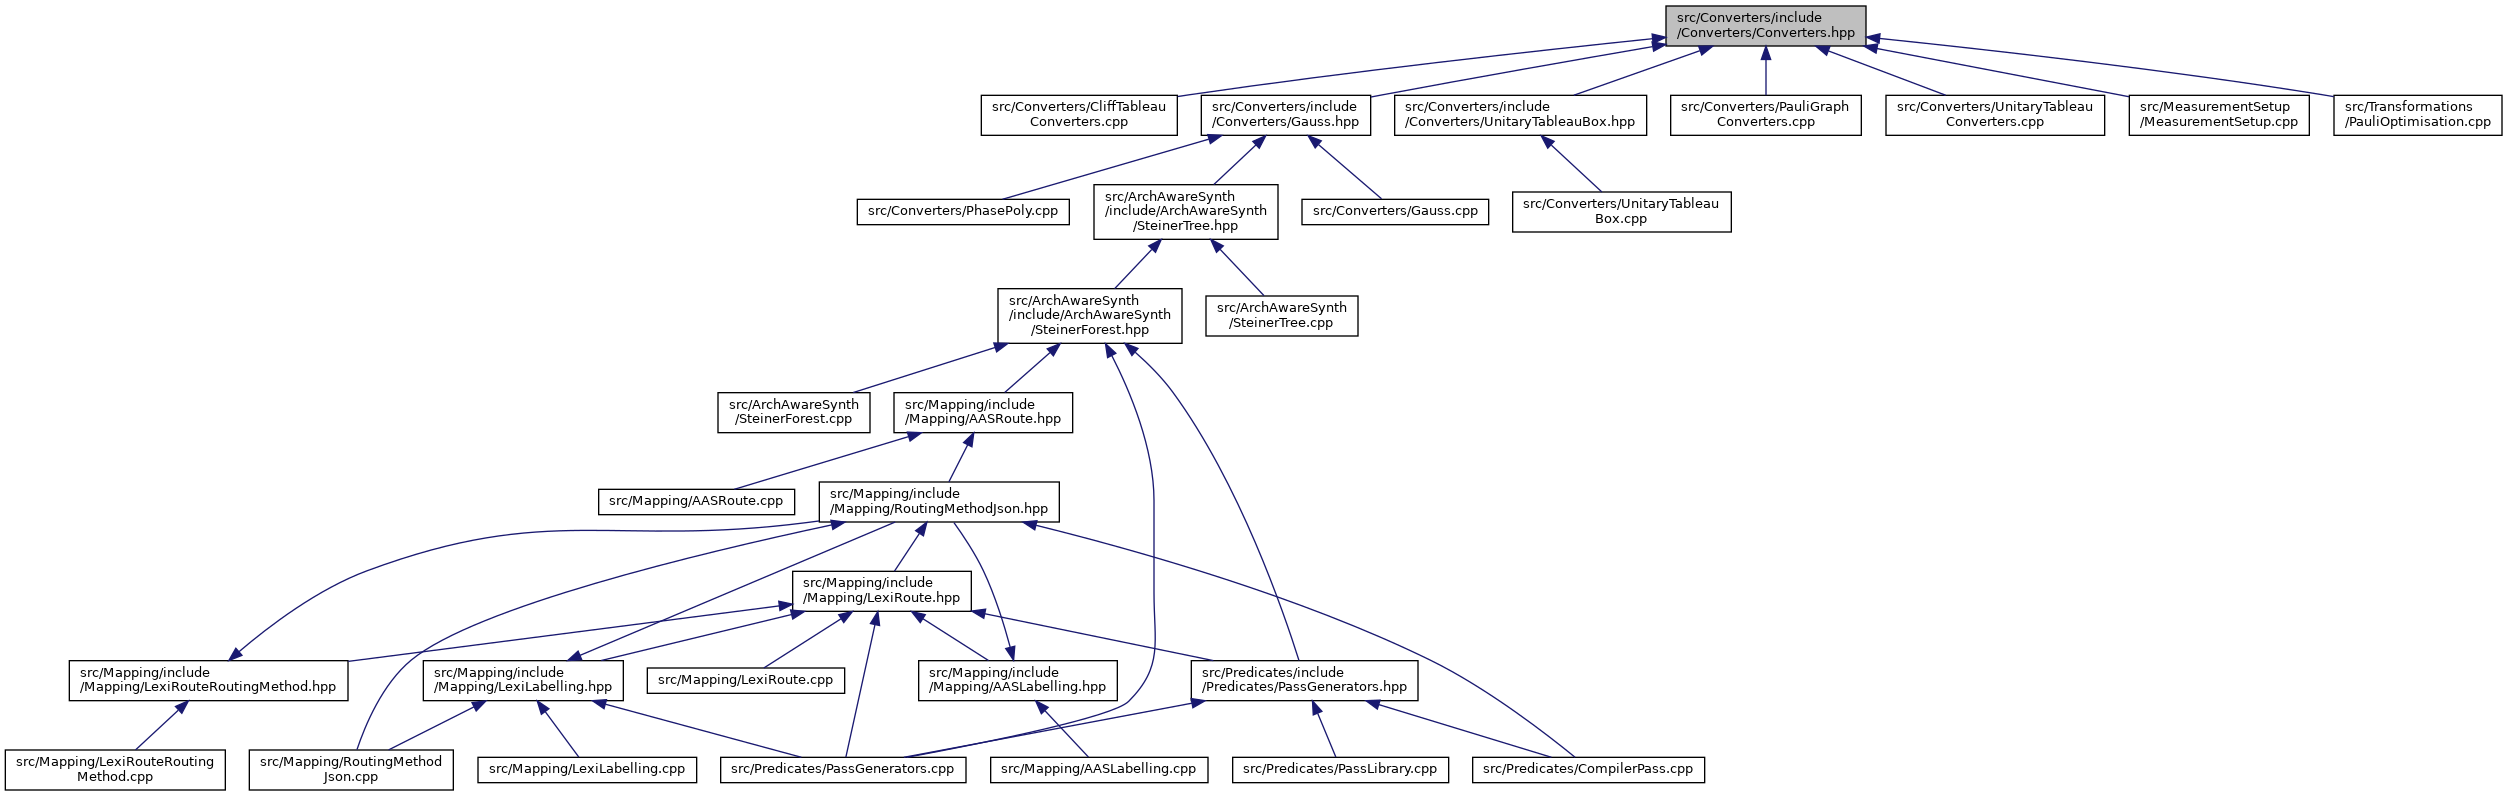 src/Converters/include
/Converters/Converters.hpp
src/Converters/CliffTableau
Converters.cpp
src/Converters/include
/Converters/Gauss.hpp
src/Converters/include
/Converters/UnitaryTableauBox.hpp
src/Converters/PauliGraph
Converters.cpp
src/Converters/UnitaryTableau
Converters.cpp
src/MeasurementSetup
/MeasurementSetup.cpp
src/Transformations
/PauliOptimisation.cpp
src/Converters/PhasePoly.cpp
src/ArchAwareSynth
/include/ArchAwareSynth
/SteinerTree.hpp
src/Converters/Gauss.cpp
src/Converters/UnitaryTableau
Box.cpp
src/ArchAwareSynth
/include/ArchAwareSynth
/SteinerForest.hpp
src/ArchAwareSynth
/SteinerTree.cpp
src/ArchAwareSynth
/SteinerForest.cpp
src/Mapping/include
/Mapping/AASRoute.hpp
src/Mapping/AASRoute.cpp
src/Mapping/include
/Mapping/RoutingMethodJson.hpp
src/Mapping/include
/Mapping/LexiRoute.hpp
src/Mapping/include
/Mapping/LexiRouteRoutingMethod.hpp
src/Mapping/include
/Mapping/LexiLabelling.hpp
src/Mapping/LexiRoute.cpp
src/Mapping/include
/Mapping/AASLabelling.hpp
src/Predicates/include
/Predicates/PassGenerators.hpp
src/Mapping/LexiRouteRouting
Method.cpp
src/Mapping/RoutingMethod
Json.cpp
src/Mapping/LexiLabelling.cpp
src/Predicates/PassGenerators.cpp
src/Mapping/AASLabelling.cpp
src/Predicates/PassLibrary.cpp
src/Predicates/CompilerPass.cpp